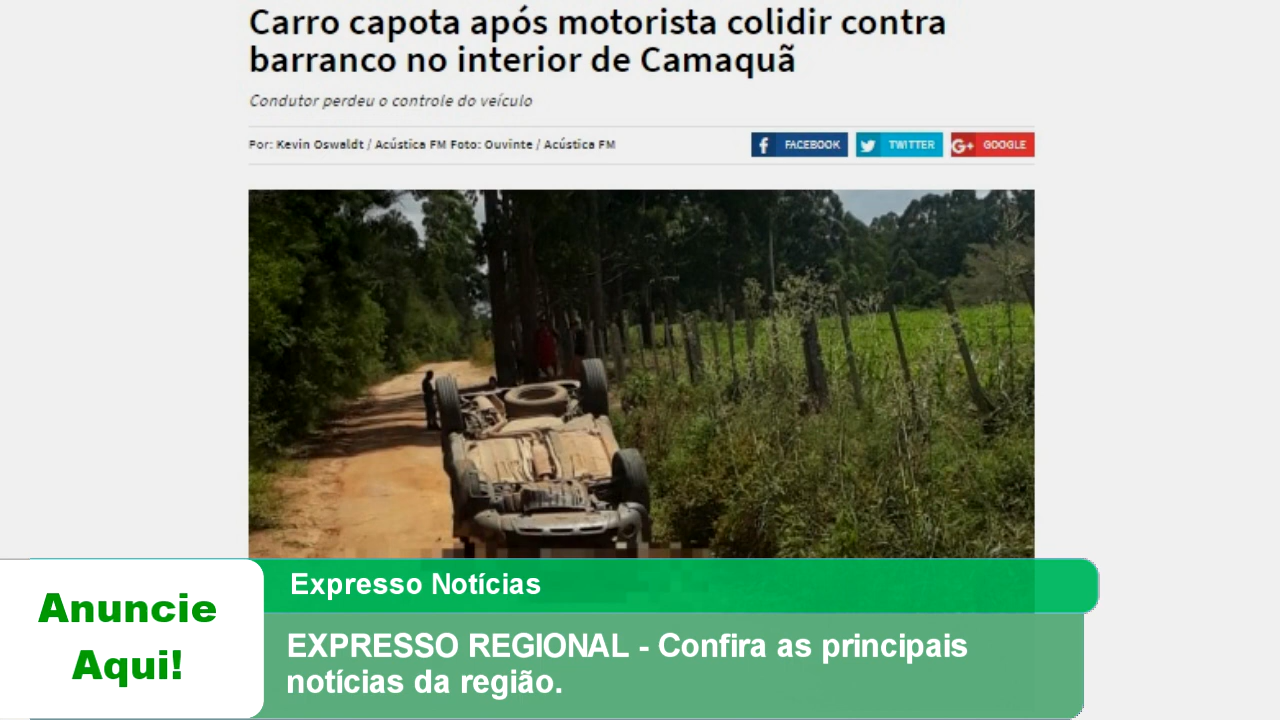 Carro capota após motorista colidir contra
barranco no interior de Camaquã
Condutor perdeu o controle do veículo
Por: Kevin Oswaldt / Acústica FM Foto: Ouvinte / Acústica FM
FACEBOOK
TWITTER
G+ GOOGLE
Anuncie
Aqui!
Expresso Notícias
EXPRESSO REGIONAL - Confira as principais
notícias da região.